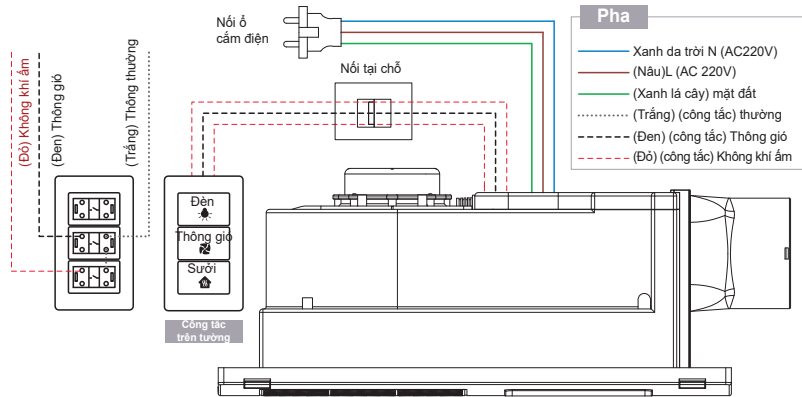 (Đỏ) Không khí ấm
(Đen) Thông gió
(Trắng) Thông thường
Nối ổ
cắm điện
Nối tại chỗ
Đèn
Thông gió
Sưởi
Công tắc
trên tường
Pha
Xanh da trời N (AC220V)
(Nâu)L (AC 220V)
(Xanh lá cây) mặt đất
(Trắng) (công tắc) thường
(Đen) (công tắc) Thông gió
(Đỏ) (công tắc) Không khí ấm